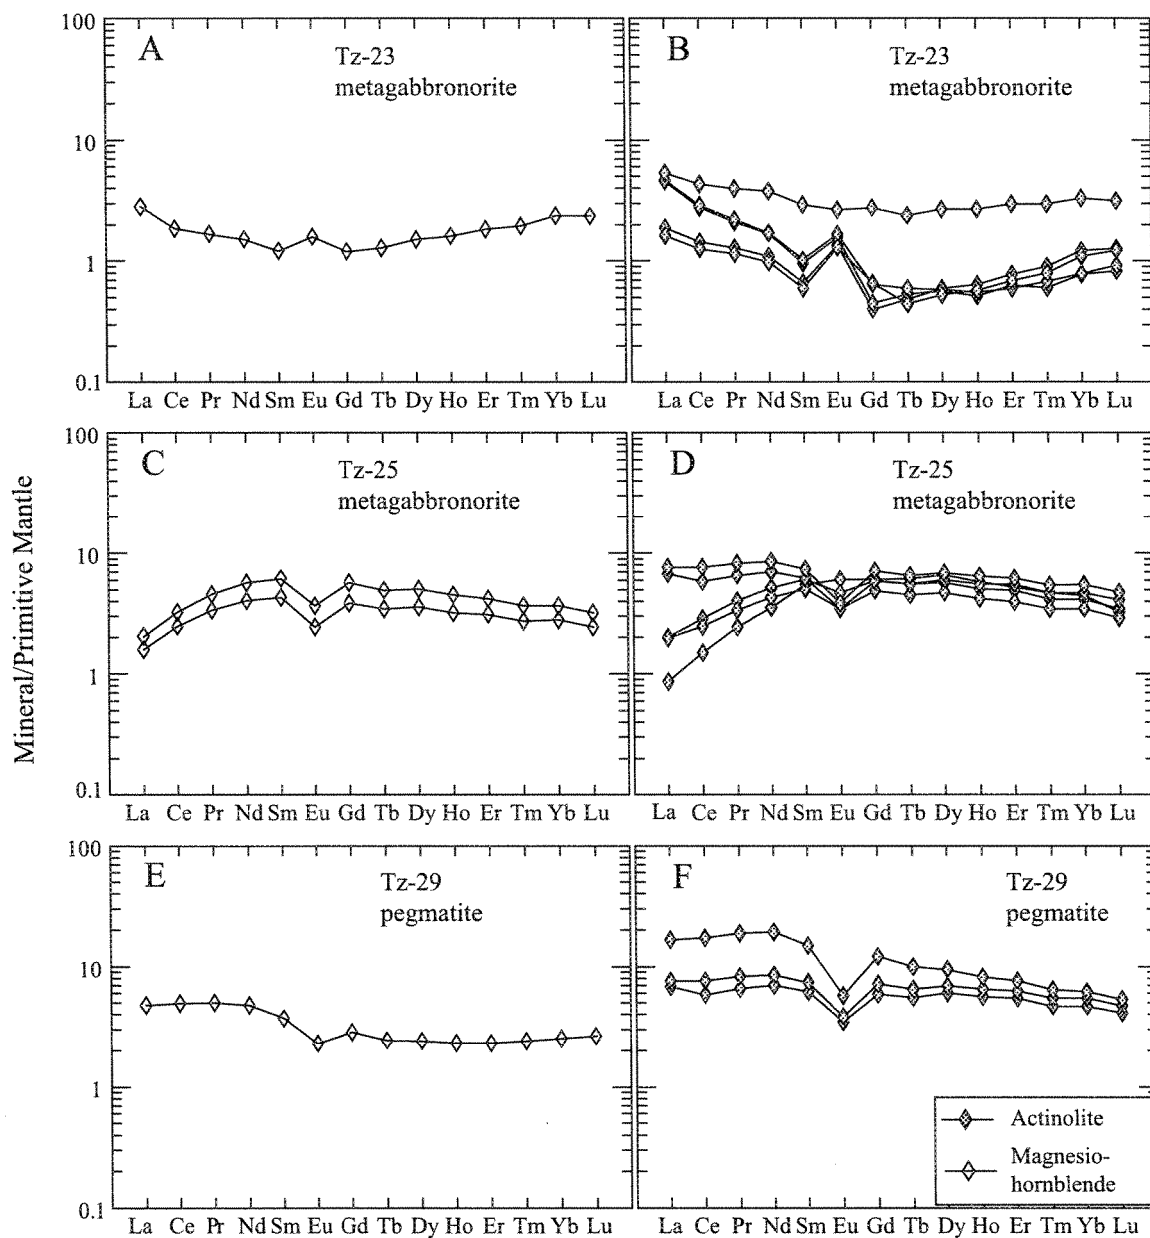 A
Tz-23
metagabbronorite
100
10
1
0.1
La Ce Pr Nd Sm Eu Gd Tb Dy Ho Er Tm Yb Lu
B
Tz-23
metagabbronorite
La Ce Pr Nd Sm Eu Gd Tb Dy Ho Er Tm Yb Lu
Mineral/Primitive Mantle
C
Tz-25
metagabbronorite
100
10
1
0.1
La Ce Pr Nd Sm Eu Gd Tb Dy Ho Er Tm Yb Lu
D
Tz-25
metagabbronorite
La Ce Pr Nd Sm Eu Gd Tb Dy Ho Er Tm Yb Lu
E
Tz-29
pegmatite
100
10
1
0.1
La Ce Pr Nd Sm Eu Gd Tb Dy Ho Er Tm Yb Lu
F
Tz-29
pegmatite
Actinolite
Magnesio-
hornblende
La Ce Pr Nd Sm Eu Gd Tb Dy Ho Er Tm Yb Lu